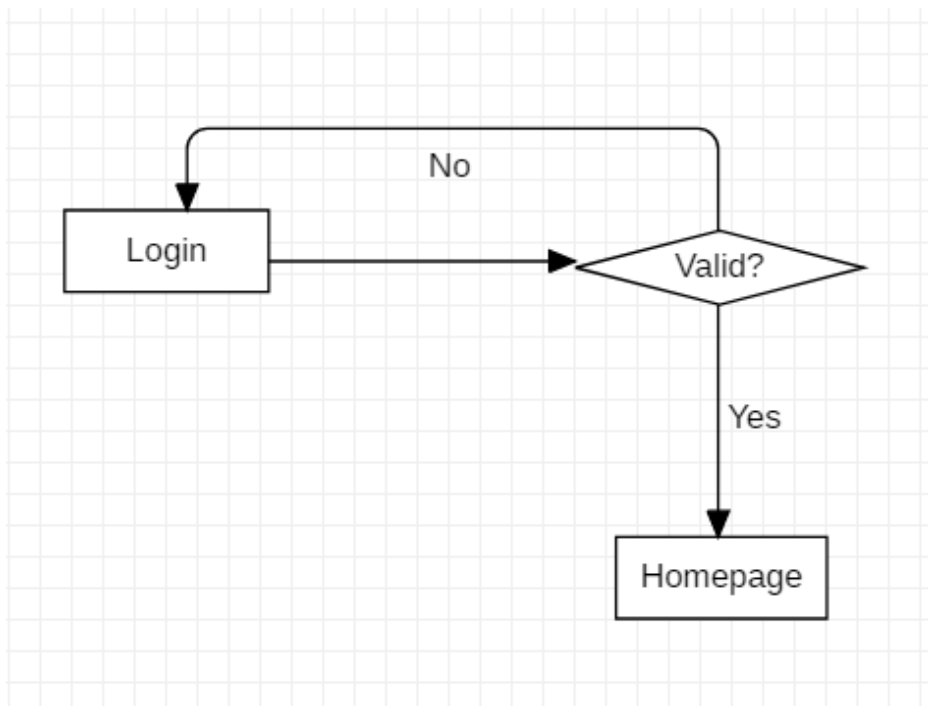 No
Login
Valid?
Yes
Homepage